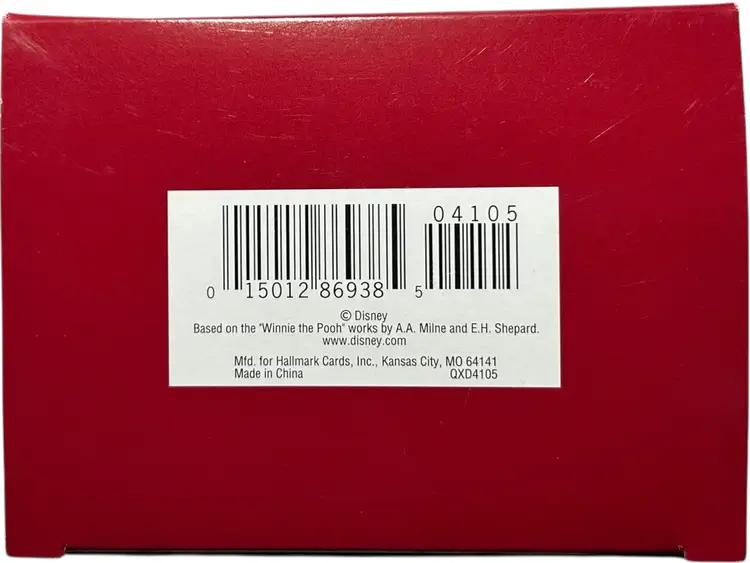 04105
0 15012 86938 5
© Disney
Based on the "Winnie the Pooh" works by A.A. Milne and E.H. Shepard.
www.disney.com
Mfd. for Hallmark Cards, Inc., Kansas City, MO 64141
Made in China QXD4105